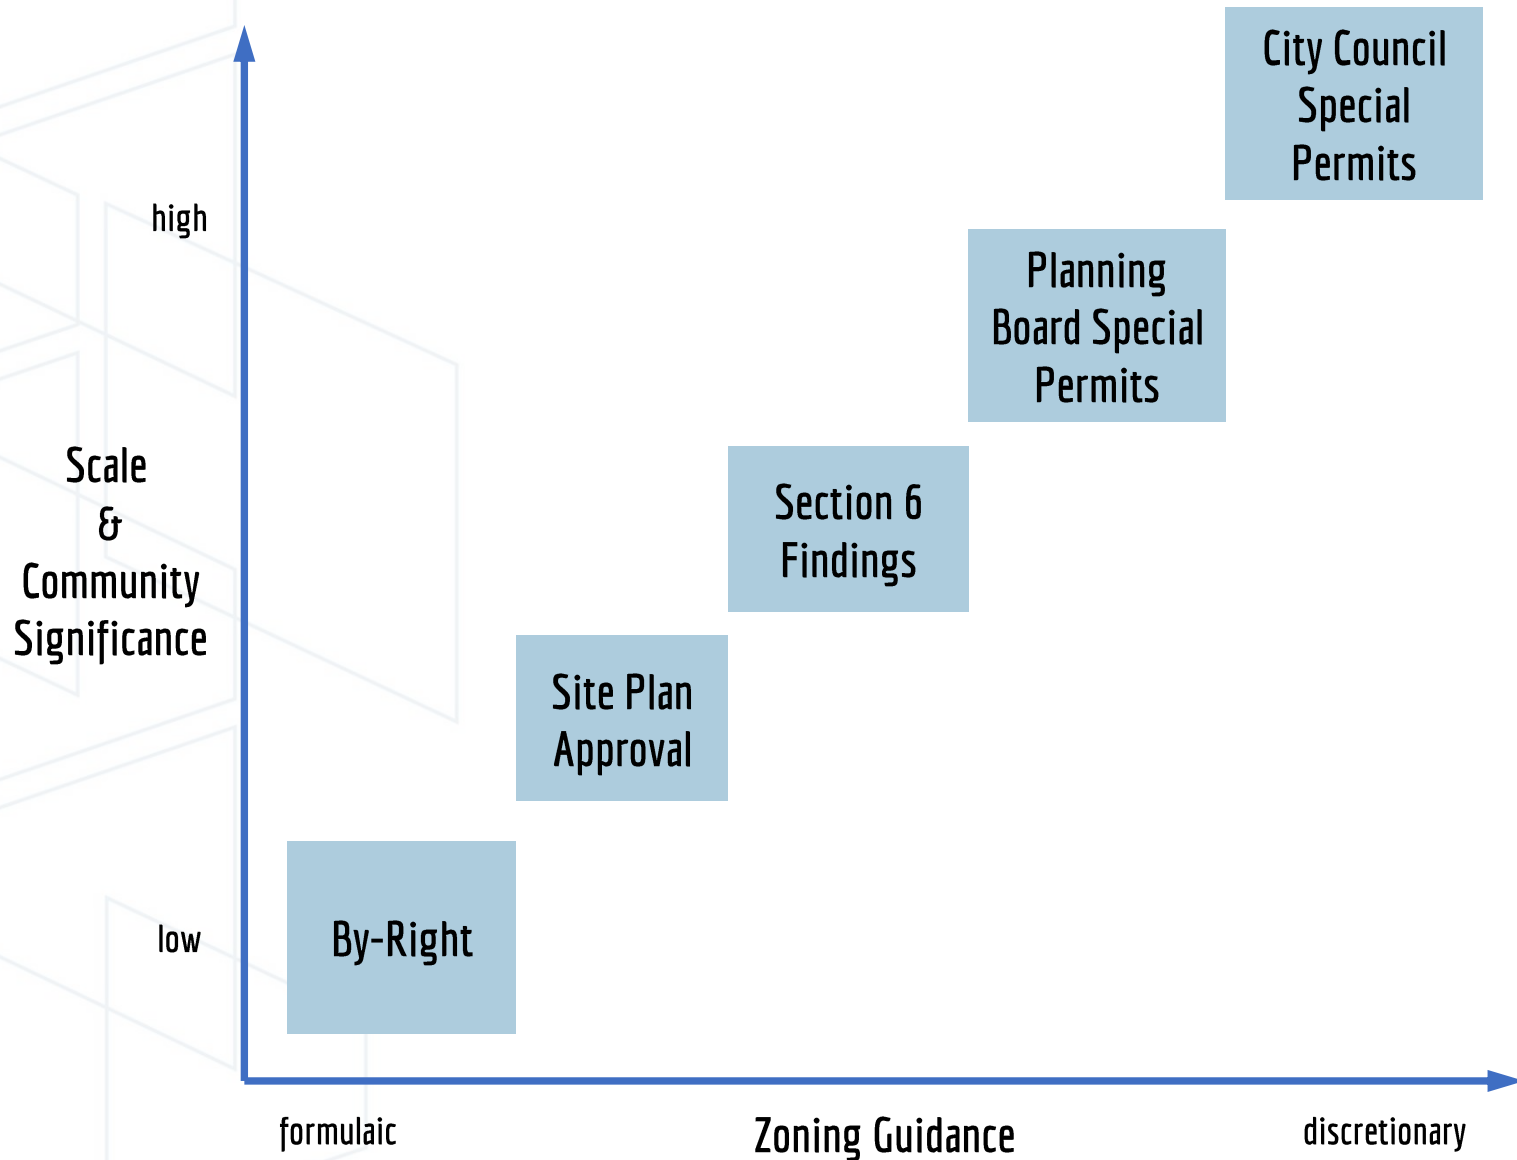 City Council
Special
Permits
high
Planning
Board Special
Permits
Scale
&
Community
Significance
Section 6
Findings
Site Plan
Approval
low
By-Right
formulaic
Zoning Guidance
discretionary